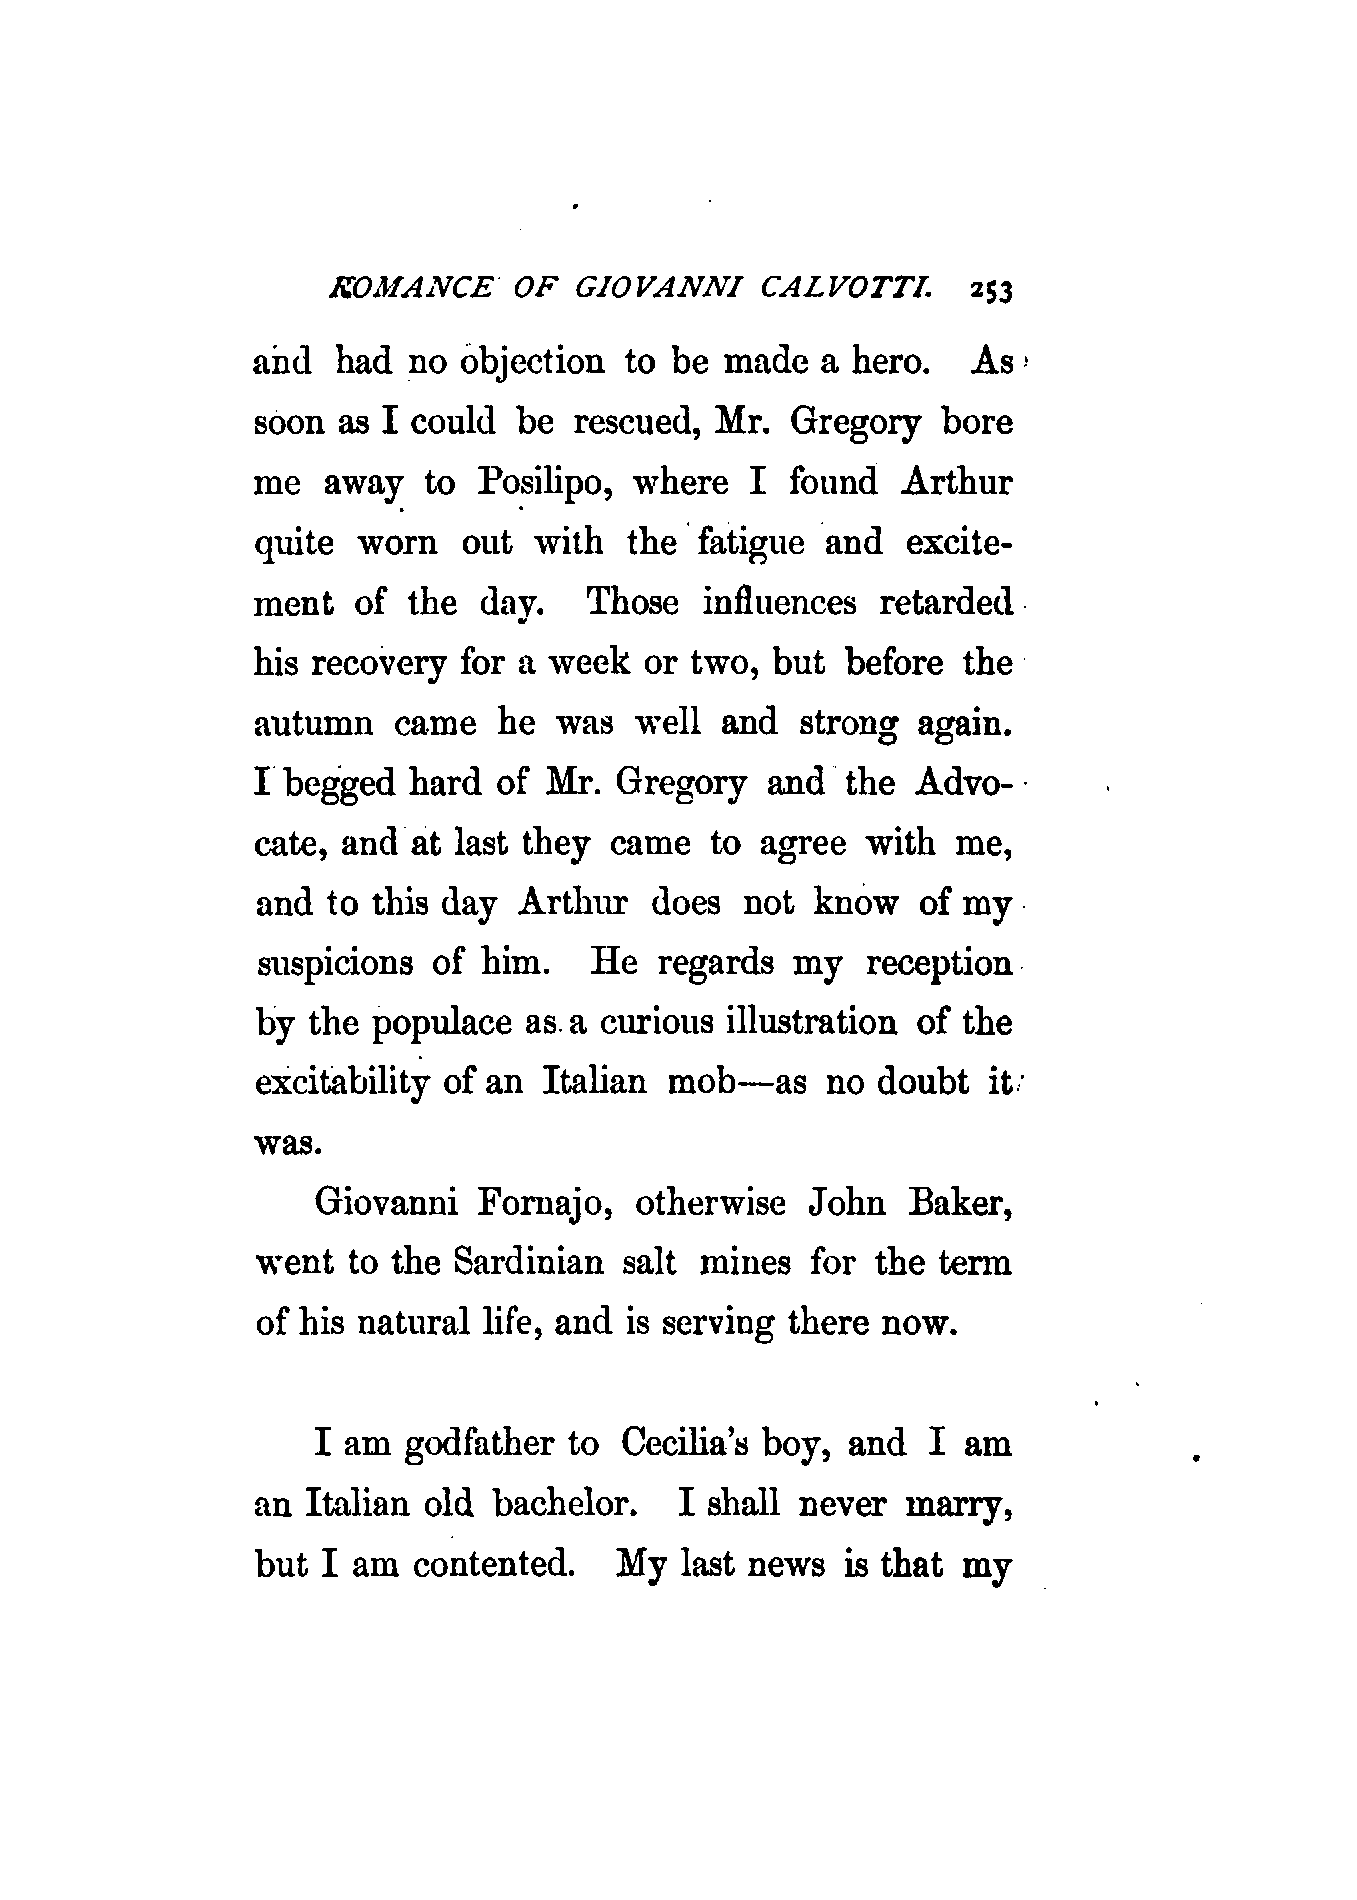 ROMANCE OF GIOVANNI CALVOTTI. 253
and had no objection to be made a hero. As
soon as I could be rescued, Mr. Gregory bore
me away to Posilipo, where I found Arthur
quite worn out with the fatigue and excite-
ment of the day. Those influences retarded
his recovery for a week or two, but before the
autumn came he was well and strong again.
I begged hard of Mr. Gregory and the Advo-
cate, and at last they came to agree with me,
and to this day Arthur does not know of my
suspicions of him. He regards my reception
by the populace as a curious illustration of the
excitability of an Italian mob—as no doubt it
was.
Giovanni Fornajo, otherwise John Baker,
went to the Sardinian salt mines for the term
of his natural life, and is serving there now.
I am godfather to Cecilia's boy, and I am
an Italian old bachelor. I shall never marry,
but I am contented. My last news is that my